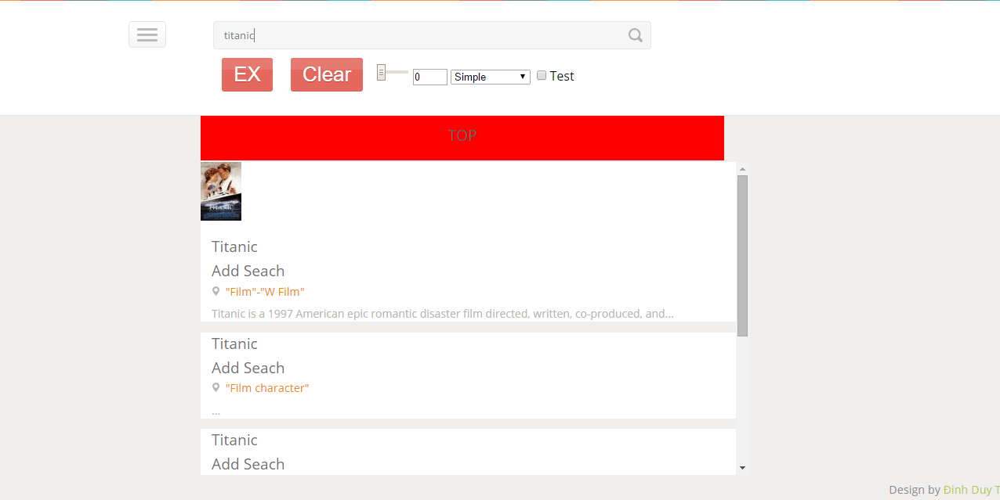 titanic
EX Clear 0 Simple Test
TOP
TITANIC
Titanic
Add Seach
"Film"-"W Film"
Titanic is a 1997 American epic romantic disaster film directed, written, co-produced, and...
Titanic
Add Seach
"Film character"
...
Titanic
Add Seach
Design by Đinh Duy T